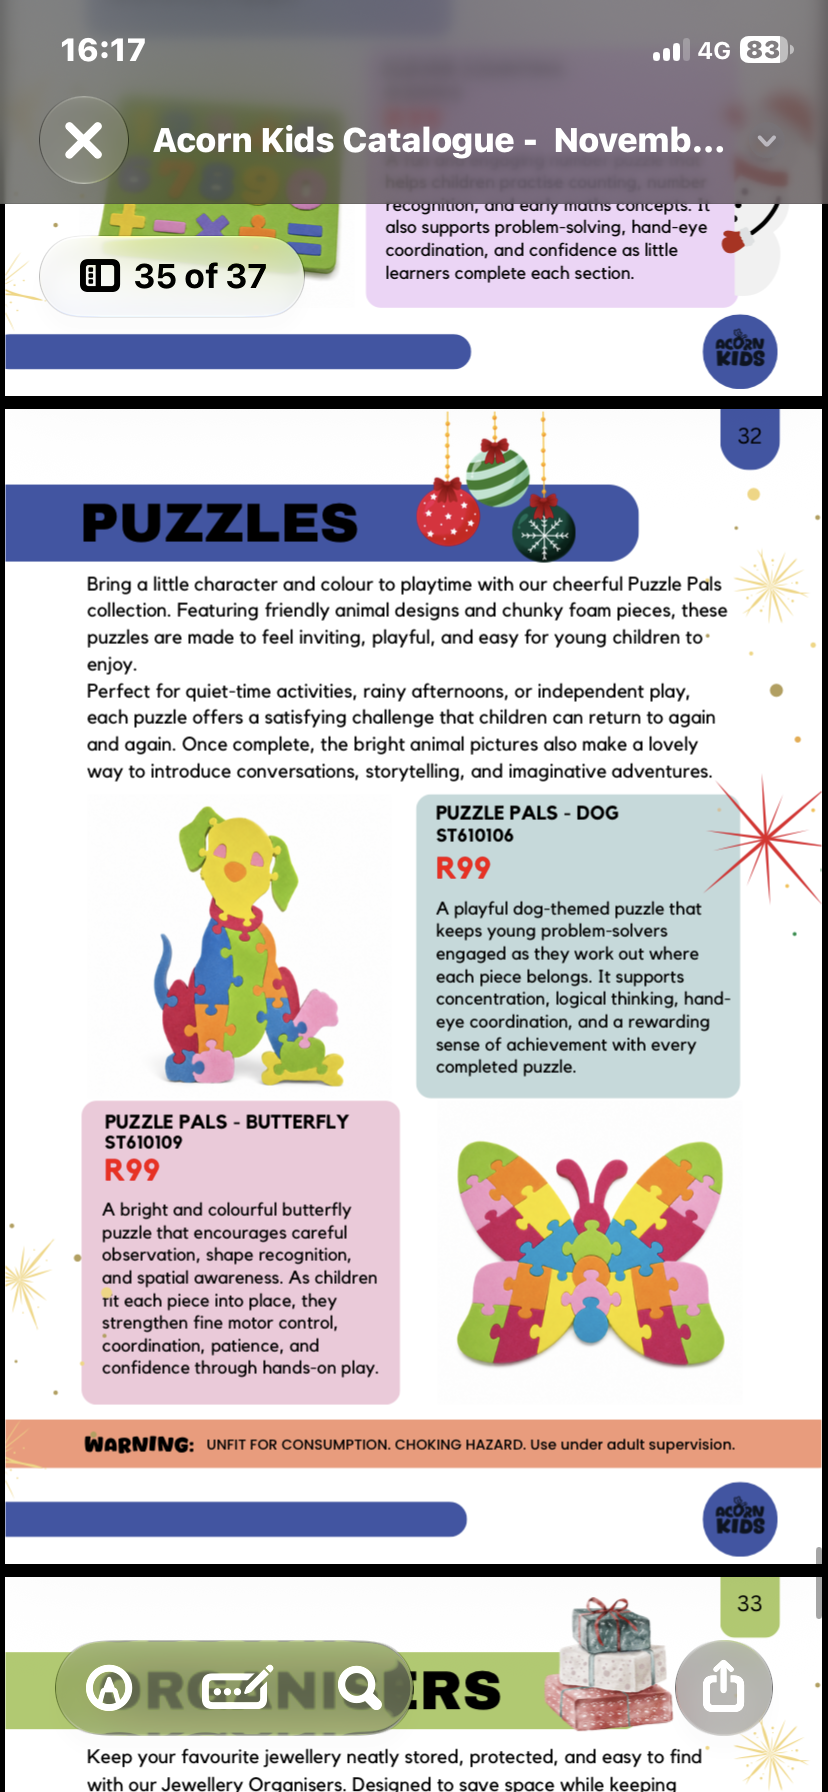 16:17
4G
83
Acorn Kids Catalogue - Novemb...
helps children practise counting, number
recognition, and early maths concepts. It
also supports problem-solving, hand-eye
coordination, and confidence as little
learners complete each section.
35 of 37
ACORN
KIDS
32
PUZZLES
Bring a little character and colour to playtime with our cheerful Puzzle Pals
collection. Featuring friendly animal designs and chunky foam pieces, these
puzzles are made to feel inviting, playful, and easy for young children to
enjoy.
Perfect for quiet-time activities, rainy afternoons, or independent play,
each puzzle offers a satisfying challenge that children can return to again
and again. Once complete, the bright animal pictures also make a lovely
way to introduce conversations, storytelling, and imaginative adventures.
PUZZLE PALS - DOG
ST610106
R99
A playful dog-themed puzzle that
keeps young problem-solvers
engaged as they work out where
each piece belongs. It supports
concentration, logical thinking, hand-
eye coordination, and a rewarding
sense of achievement with every
completed puzzle.
PUZZLE PALS - BUTTERFLY
ST610109
R99
A bright and colourful butterfly
puzzle that encourages careful
observation, shape recognition,
and spatial awareness. As children
fit each piece into place, they
strengthen fine motor control,
coordination, patience, and
confidence through hands-on play.
WARNING: UNFIT FOR CONSUMPTION. CHOKING HAZARD. Use under adult supervision.
ACORN
KIDS
33
ORGANISERS
Keep your favourite jewellery neatly stored, protected, and easy to find
with our Jewellery Organisers. Designed to save space while keeping